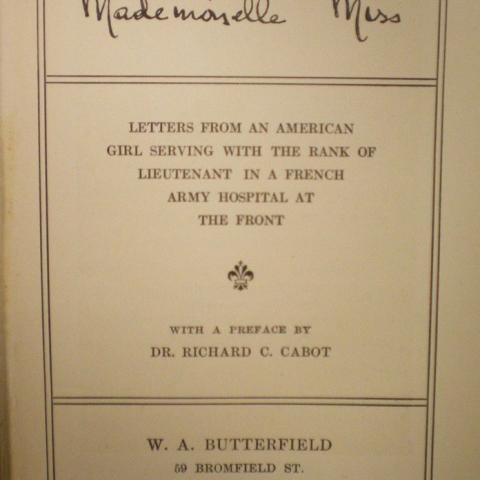 Mademoiselle Miss
LETTERS FROM AN AMERICAN
GIRL SERVING WITH THE RANK OF
LIEUTENANT IN A FRENCH
ARMY HOSPITAL AT
THE FRONT
WITH A PREFACE BY
DR. RICHARD C. CABOT
W. A. BUTTERFIELD
59 BROMFIELD ST.